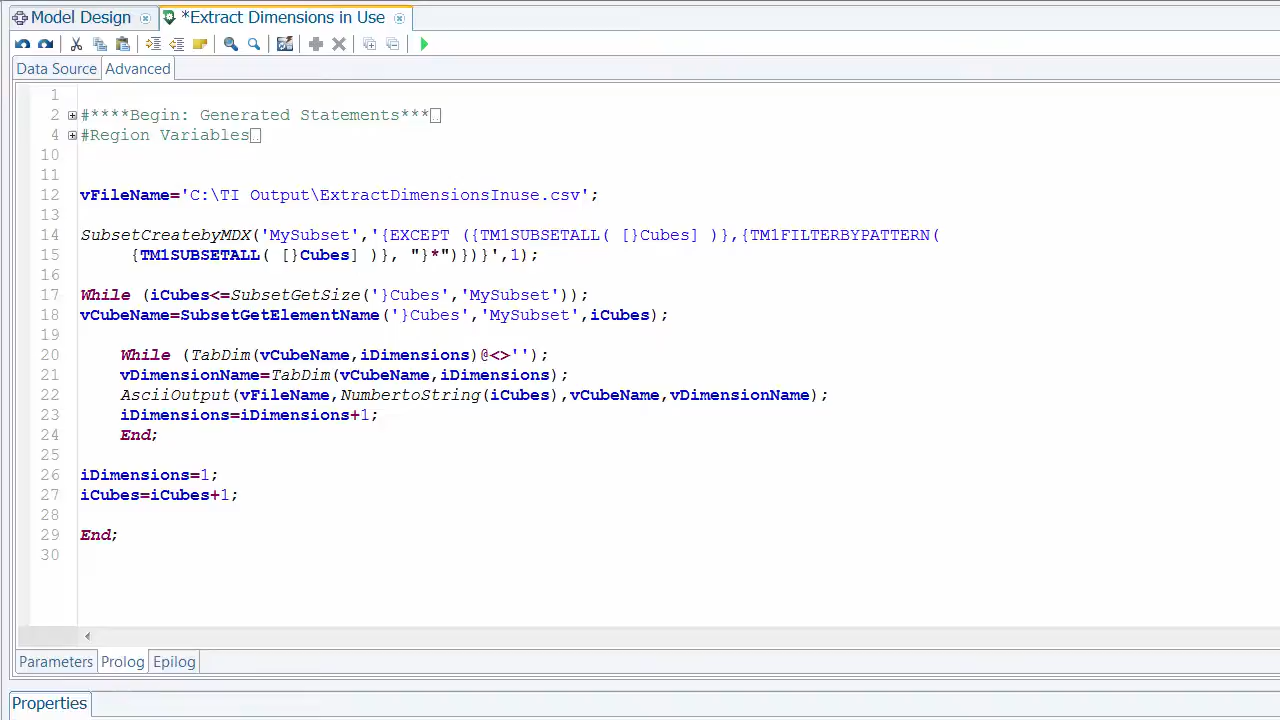 Model Design
*Extract Dimensions in Use
Data Source
Advanced
1
2 #****Begin: Generated Statements***
4 #Region Variables
10
11
12 vFileName='C:\TI Output\ExtractDimensionsInuse.csv';
13
14 SubsetCreatebyMDX('MySubset','{EXCEPT ({TM1SUBSETALL( [}Cubes] )},{TM1FILTERBYPATTERN(
15 {TM1SUBSETALL( [}Cubes] )}, "}*")})}',1);
16
17 While (iCubes<=SubsetGetSize('}Cubes','MySubset'));
18 vCubeName=SubsetGetElementName('}Cubes','MySubset',iCubes);
19
20 While (TabDim(vCubeName,iDimensions)@<>'');
21 vDimensionName=TabDim(vCubeName,iDimensions);
22 AsciiOutput(vFileName,NumbertoString(iCubes),vCubeName,vDimensionName);
23 iDimensions=iDimensions+1;
24 End;
25
26 iDimensions=1;
27 iCubes=iCubes+1;
28
29 End;
30
Parameters
Prolog
Epilog
Properties